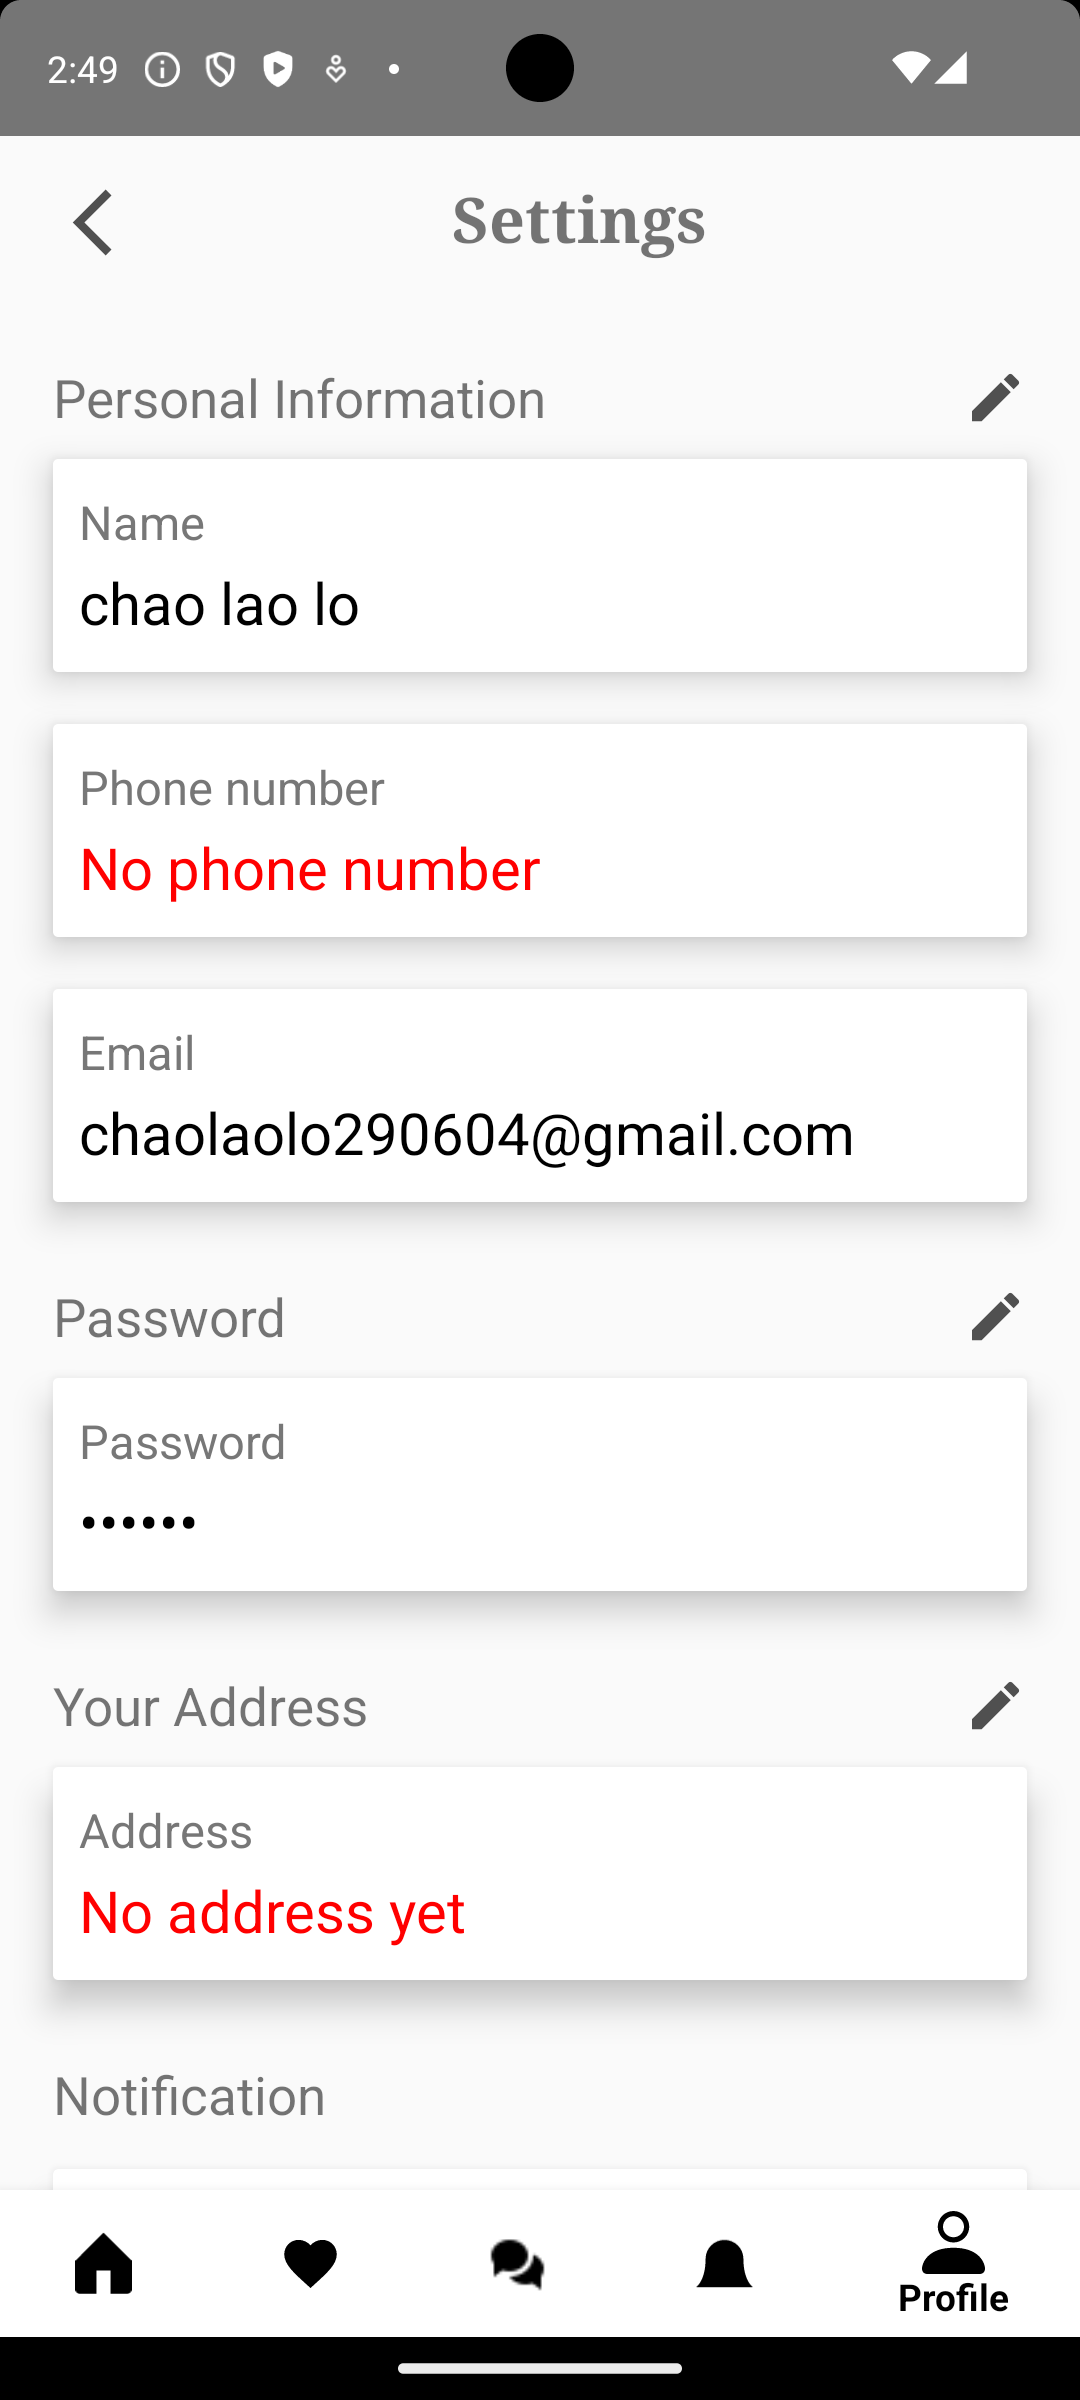 2:49
Settings
Personal Information
Name
chao lao lo
Phone number
No phone number
Email
chaolaolo290604@gmail.com
Password
Password
••••••
Your Address
Address
No address yet
Notification
Profile